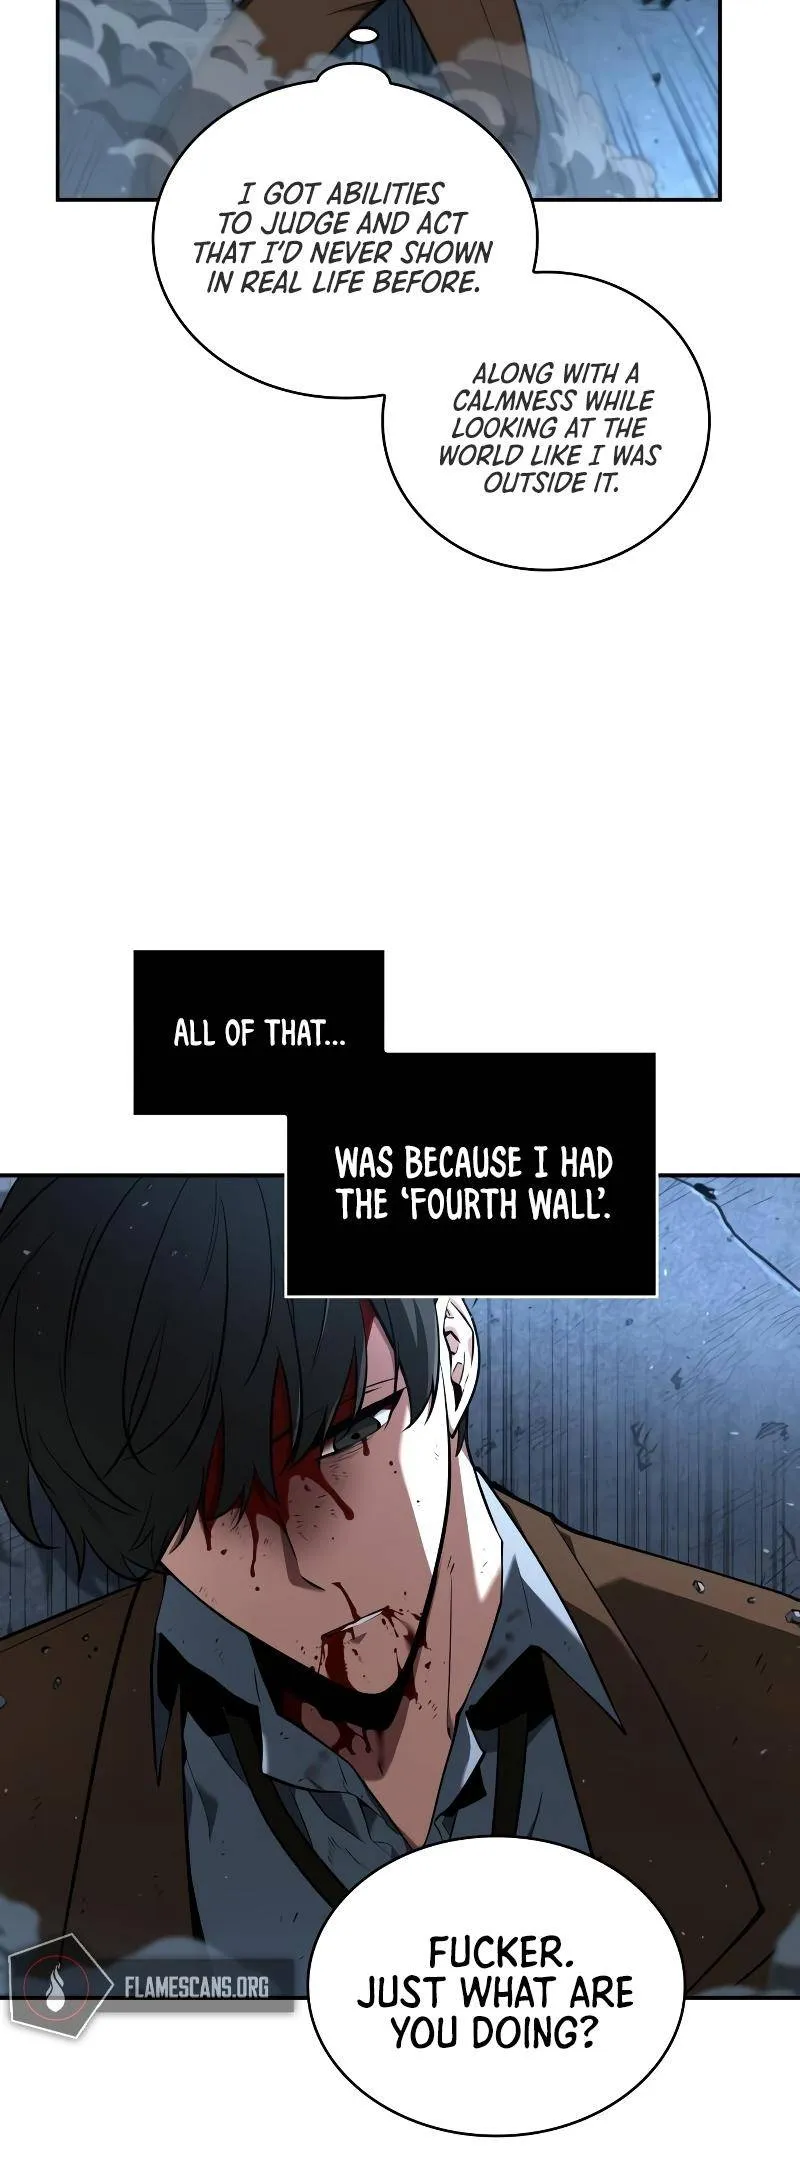 I GOT ABILITIES
TO JUDGE AND ACT
THAT I'D NEVER SHOWN
IN REAL LIFE BEFORE.
ALONG WITH A
CALMNESS WHILE
LOOKING AT THE
WORLD LIKE I WAS
OUTSIDE IT.
ALL OF THAT...
WAS BECAUSE I HAD
THE 'FOURTH WALL'.
FUCKER.
JUST WHAT ARE
YOU DOING?
FLAMESCANS.ORG